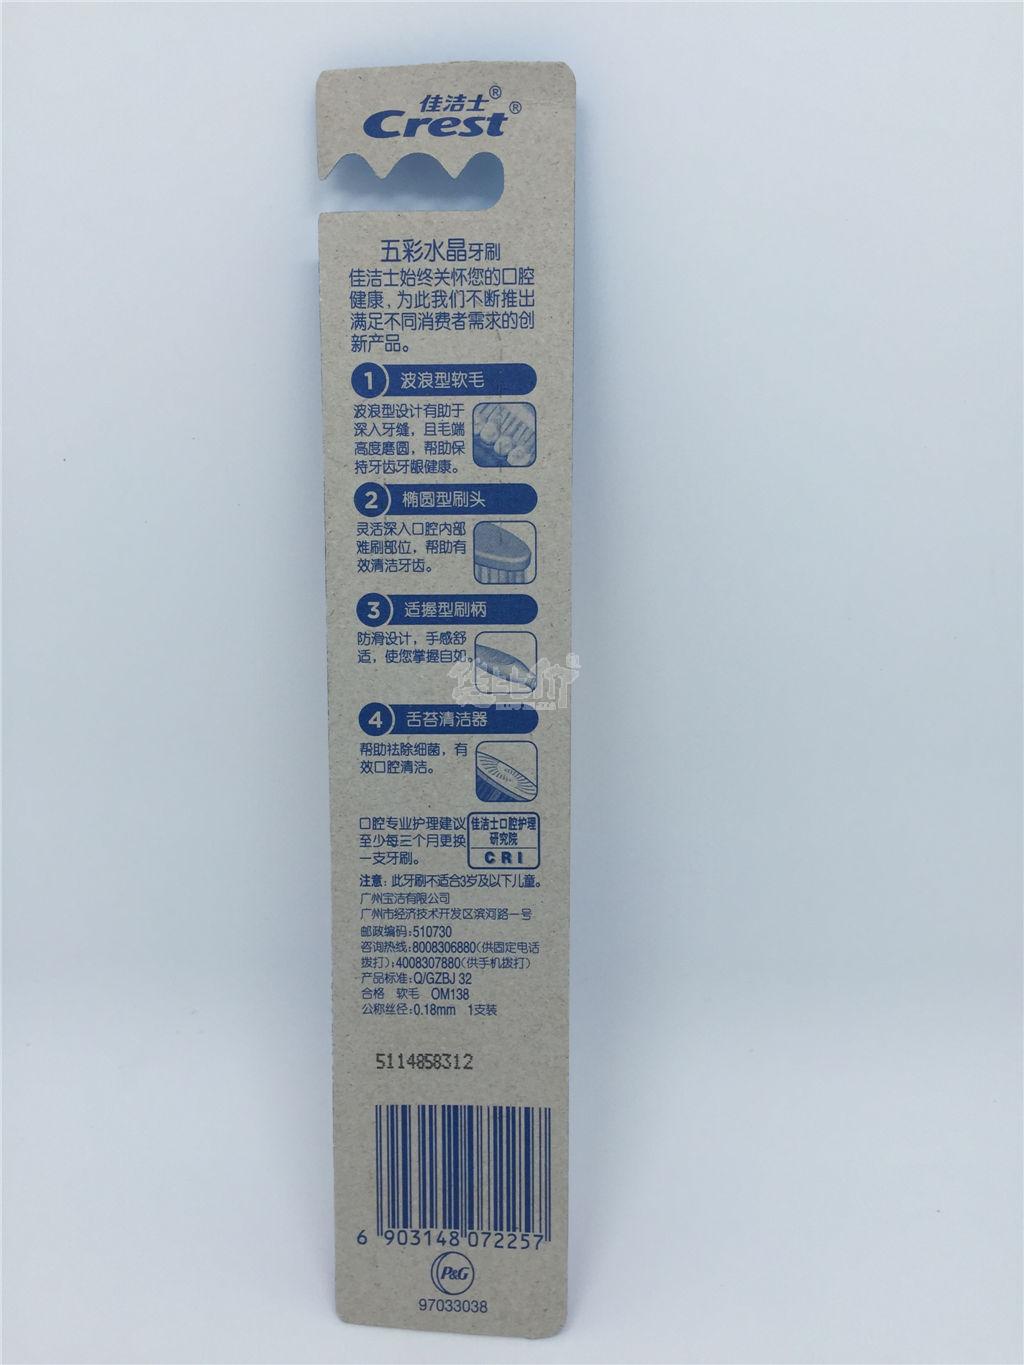 佳洁士®
Crest®
五彩水晶牙刷
佳洁士始终关怀您的口腔
健康,为此我们不断推出
满足不同消费者需求的创
新产品。
1 波浪型软毛
波浪型设计有助于
深入牙缝，且毛端
高度磨圆，帮助保
持牙齿牙龈健康。
2 椭圆型刷头
灵活深入口腔内部
难刷部位，帮助有
效清洁牙齿。
3 适握型刷柄
防滑设计，手感舒
适，使您掌握自如。
4 舌苔清洁器
帮助祛除细菌，有
效口腔清洁。
口腔专业护理建议
至少每三个月更换
一支牙刷。
佳洁士口腔护理
研究院
CRI
注意：此牙刷不适合3岁及以下儿童。
广州宝洁有限公司
广州市经济技术开发区滨河路一号
邮政编码:510730
咨询热线:8008306880(供固定电话
拨打);4008307880(供手机拨打)
产品标准:Q/GZBJ 32
合格 软毛 OM138
公称丝径:0.18mm 1支装
5114858312
6 903148 072257
P&G
97033038